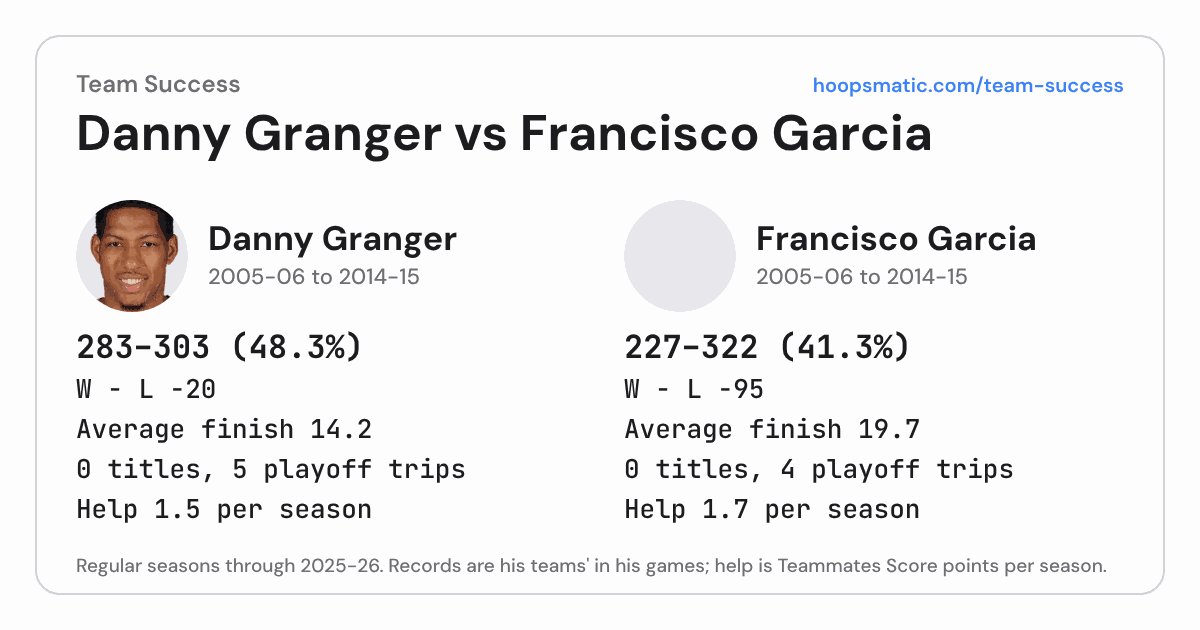 Team Success
hoopsmatic.com/team-success
Danny Granger vs Francisco Garcia
Danny Granger
2005-06 to 2014-15
283-303 (48.3%)
W - L -20
Average finish 14.2
0 titles, 5 playoff trips
Help 1.5 per season
Francisco Garcia
2005-06 to 2014-15
227-322 (41.3%)
W - L -95
Average finish 19.7
0 titles, 4 playoff trips
Help 1.7 per season
Regular seasons through 2025-26. Records are his teams' in his games; help is Teammates Score points per season.